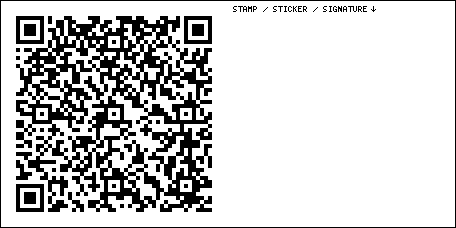 STAMP / STICKER / SIGNATURE ↓